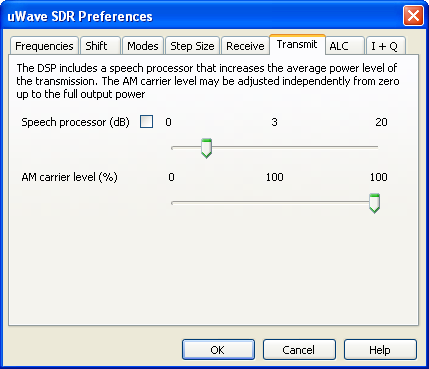 uWave SDR Preferences
Frequencies Shift Modes Step Size Receive Transmit ALC I + Q
The DSP includes a speech processor that increases the average power level of
the transmission. The AM carrier level may be adjusted independently from zero
up to the full output power
Speech processor (dB) 0 3 20
AM carrier level (%) 0 100 100
OK Cancel Help